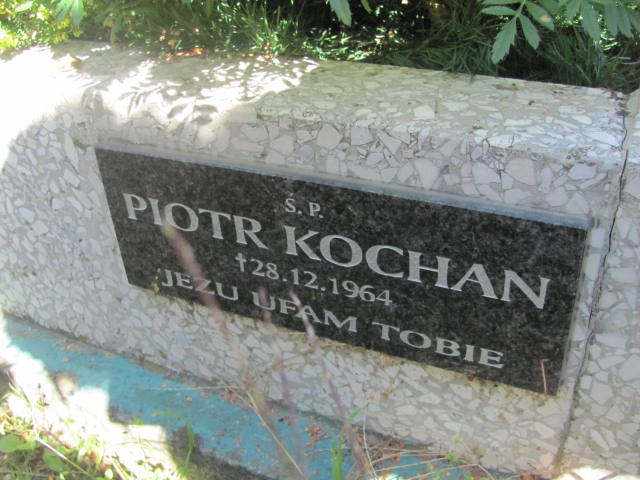 Ś.P.
PIOTR KOCHAN
†28.12.1964
JEZU UFAM TOBIE